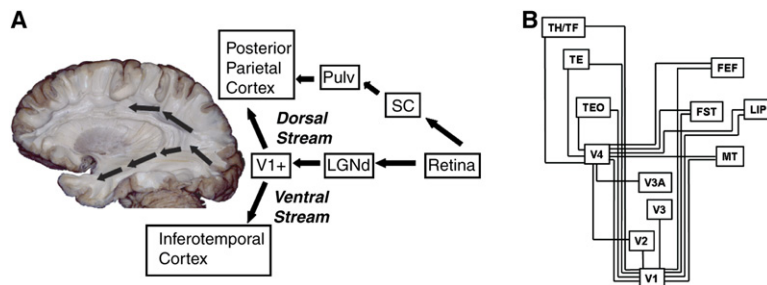 A
Posterior
Parietal
Cortex
Pulv
SC
Dorsal
Stream
V1+
LGNd
Retina
Ventral
Stream
Inferotemporal
Cortex
B
TH/TF
TE
FEF
TEO
FST
LIP
V4
MT
V3A
V3
V2
V1